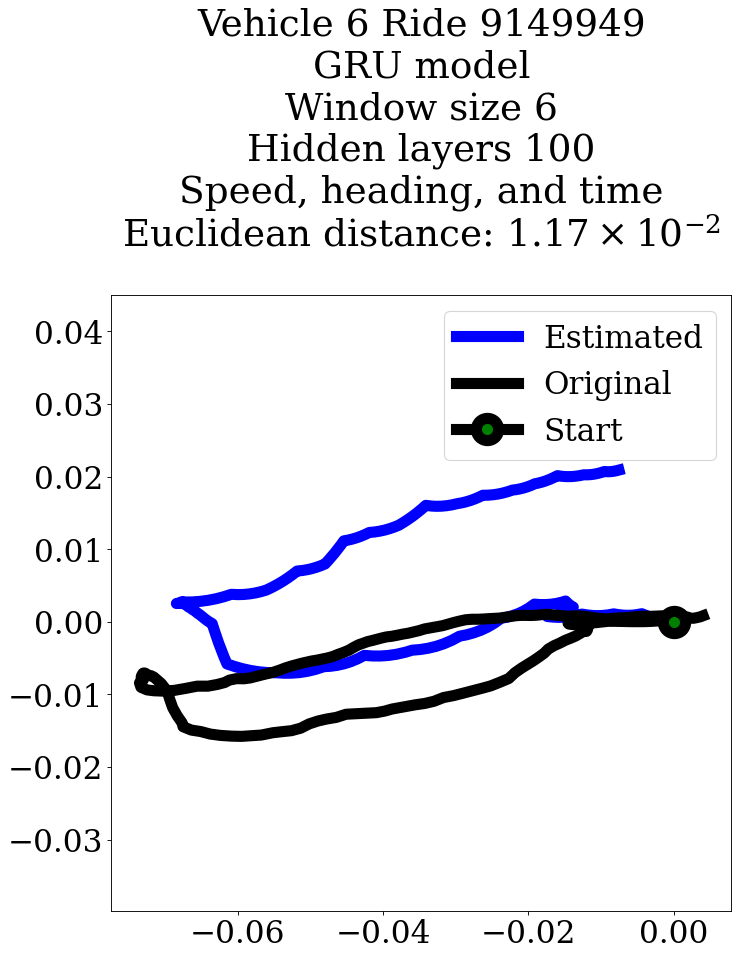 Vehicle 6 Ride 9149949
GRU model
Window size 6
Hidden layers 100
Speed, heading, and time
Euclidean distance: 1.17 × 10⁻²
Estimated
Original
Start
0.04
0.03
0.02
0.01
0.00
−0.01
−0.02
−0.03
−0.06
−0.04
−0.02
0.00